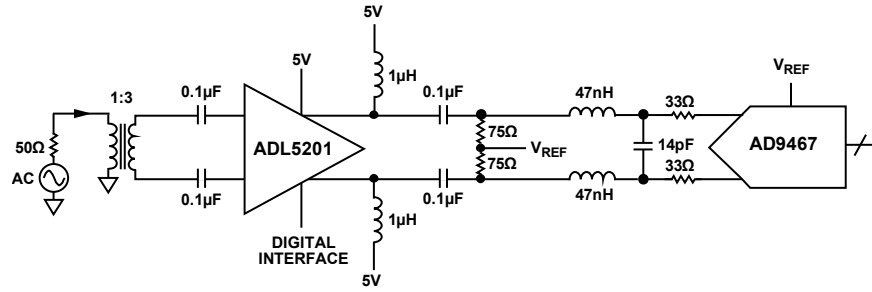 5V
5V
1µH
1:3
0.1µF
0.1µF
47nH
33Ω
V_REF
50Ω
AC
ADL5201
75Ω
75Ω
V_REF
14pF
AD9467
0.1µF
0.1µF
47nH
33Ω
DIGITAL
INTERFACE
1µH
5V